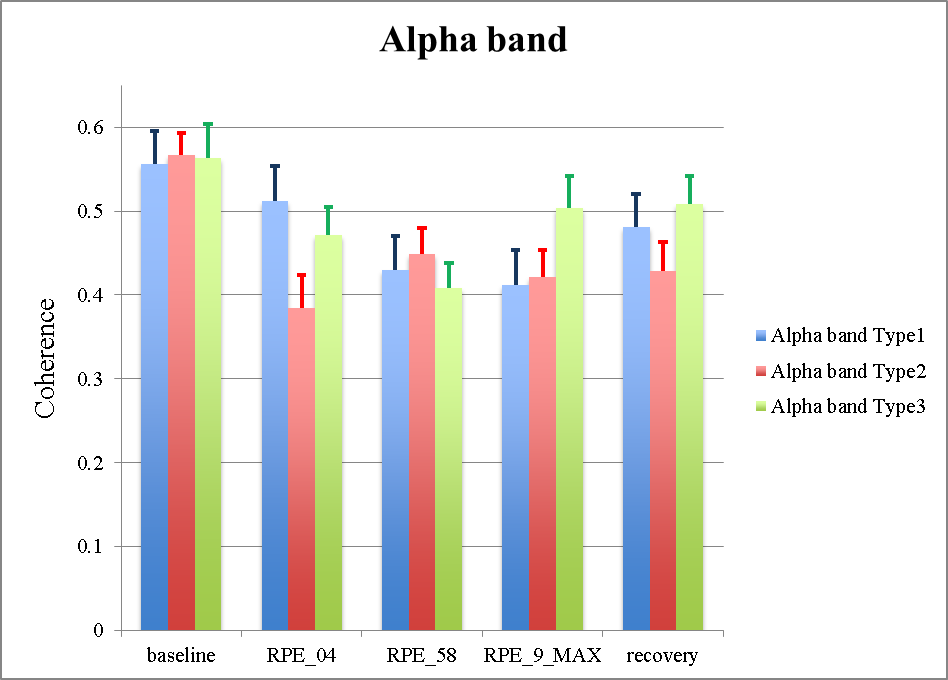 Alpha band
0.6
0.5
0.4
0.3
0.2
0.1
0
Coherence
baseline RPE_04 RPE_58 RPE_9_MAX recovery
Alpha band Type1
Alpha band Type2
Alpha band Type3